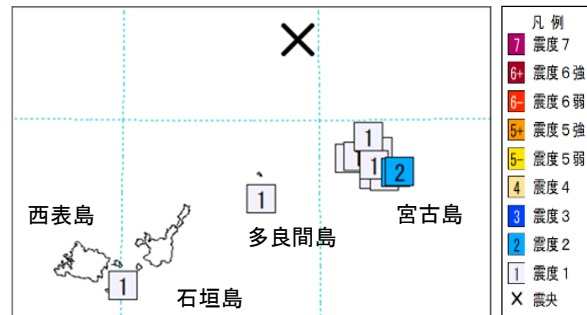 1
1
2
1
1
西表島
多良間島
宮古島
石垣島
凡 例
7 震度7
6+ 震度6強
6- 震度6弱
5+ 震度5強
5- 震度5弱
4 震度4
3 震度3
2 震度2
1 震度1
× 震央